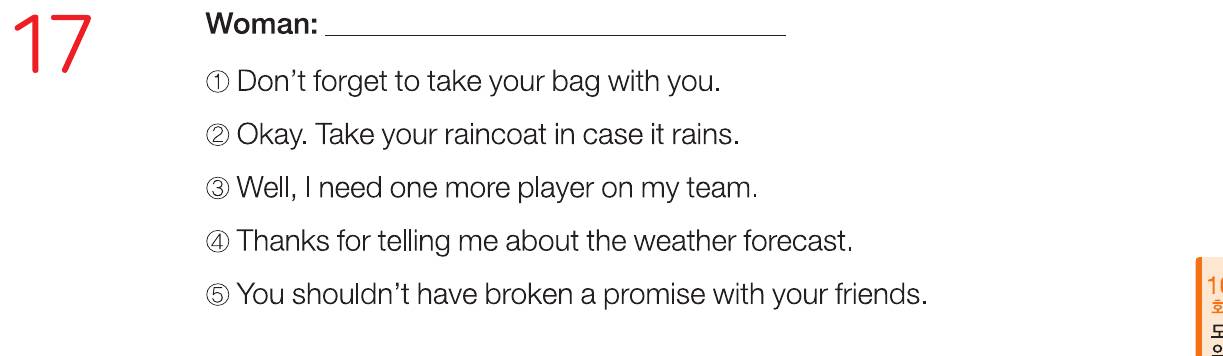 17
Woman:
① Don't forget to take your bag with you.
② Okay. Take your raincoat in case it rains.
③ Well, I need one more player on my team.
④ Thanks for telling me about the weather forecast.
⑤ You shouldn't have broken a promise with your friends.